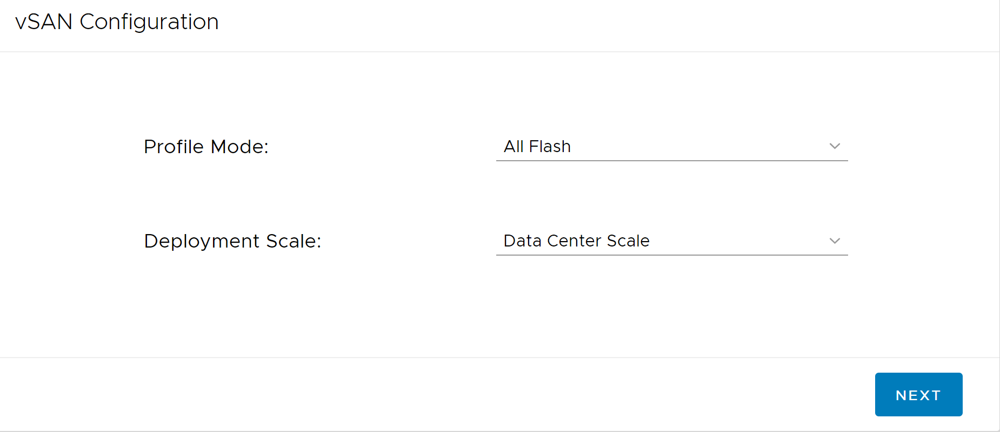 vSAN Configuration
Profile Mode: All Flash
Deployment Scale: Data Center Scale
NEXT